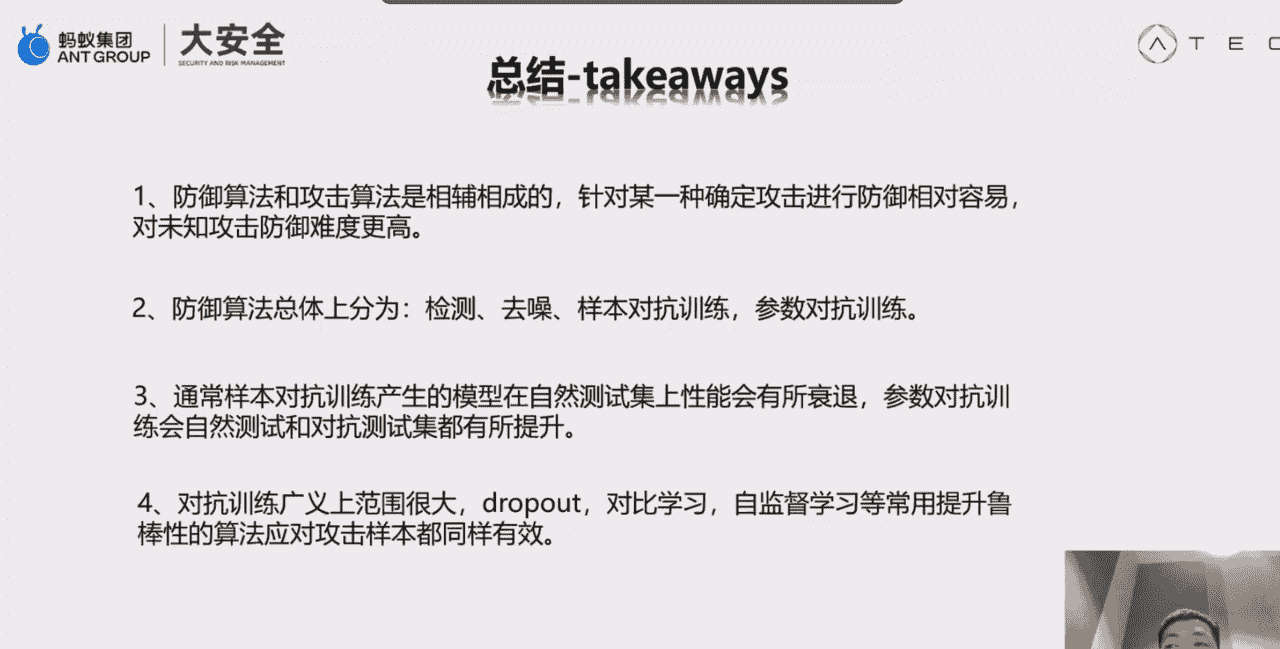 蚂蚁集团
ANT GROUP
大安全
SECURITY AND RISK MANAGEMENT
T E C
总结-takeaways
1、防御算法和攻击算法是相辅相成的，针对某一种确定攻击进行防御相对容易，
对未知攻击防御难度更高。
2、防御算法总体上分为：检测、去噪、样本对抗训练，参数对抗训练。
3、通常样本对抗训练产生的模型在自然测试集上性能会有所衰退，参数对抗训
练会自然测试和对抗测试集都有所提升。
4、对抗训练广义上范围很大，dropout，对比学习，自监督学习等常用提升鲁
棒性的算法应对攻击样本都同样有效。